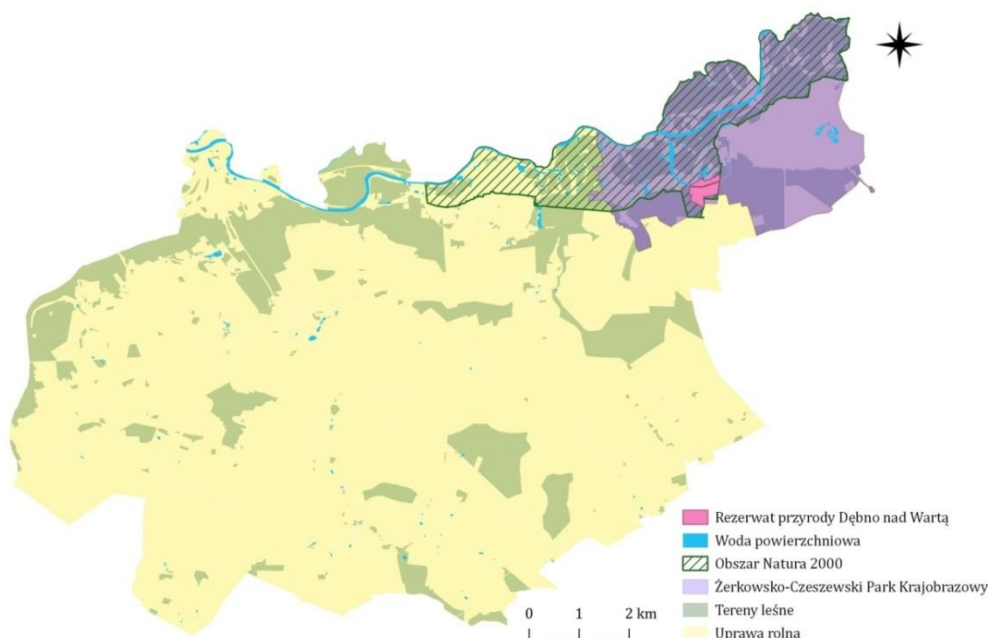 Rezerwat przyrody Dębno nad Wartą
Woda powierzchniowa
Obszar Natura 2000
Żerkowsko-Czeszewski Park Krajobrazowy
Tereny leśne
Uprawa rolna
0 1 2 km